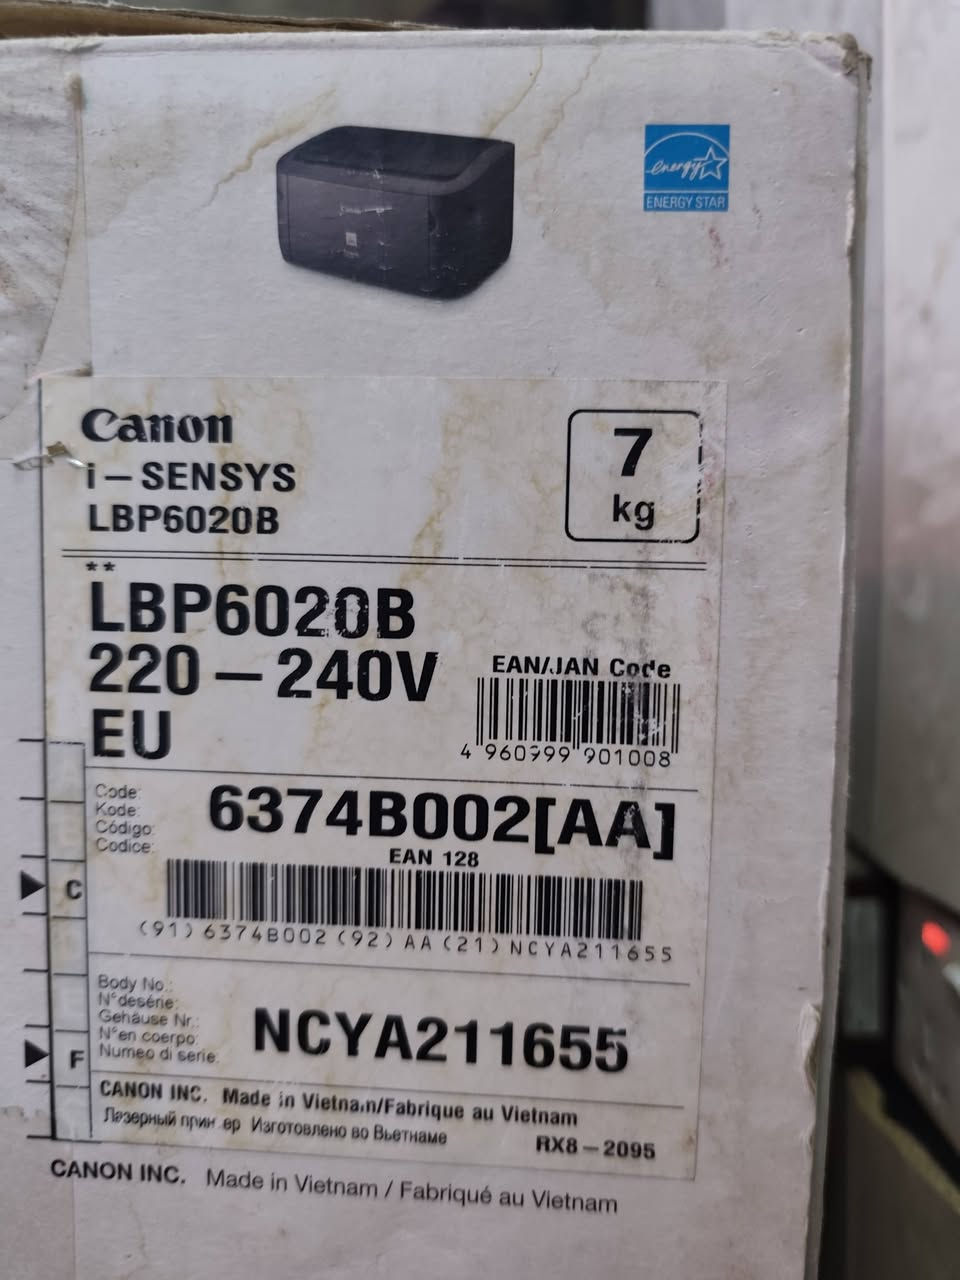 energy
ENERGY STAR
Canon
i-SENSYS
LBP6020B
7
kg
**
LBP6020B
220-240V
EU
EAN/JAN Code
4 960999 901008
Code:
Kode:
Código:
Codice:
6374B002[AA]
EAN 128
(91) 6374B002 (92) AA (21) NCYA211655
C
Body No.:
N°desérie:
Gehäuse Nr.:
N°en coerpo:
Numeo di serie:
NCYA211655
F
CANON INC. Made in Vietnam/Fabrique au Vietnam
Лазерный принтер Изготовлено во Вьетнаме
RX8-2095
CANON INC. Made in Vietnam / Fabriqué au Vietnam